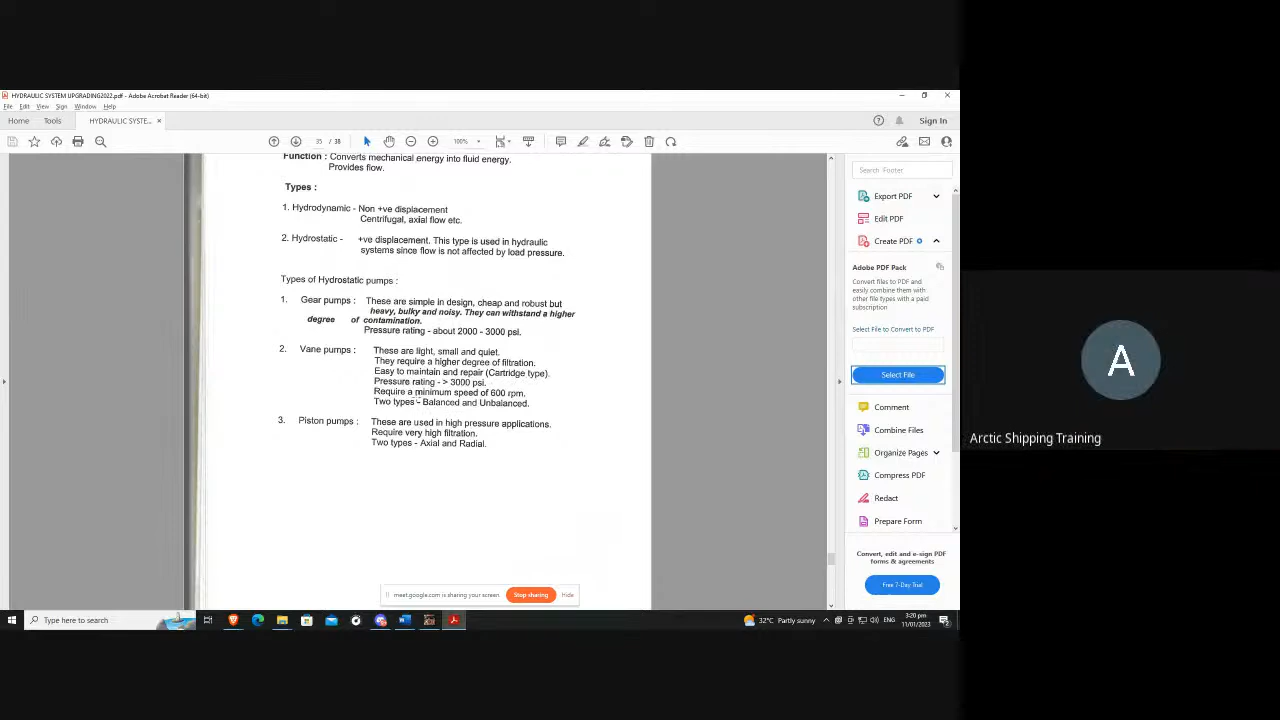 HYDRAULIC SYSTEM UPGRADING2022.pdf - Adobe Acrobat Reader (64-bit)
File Edit View Sign Window Help
Home Tools HYDRAULIC SYSTE... × Sign In
35 / 38 100%
Function : Converts mechanical energy into fluid energy.
Provides flow.
Types :
1. Hydrodynamic - Non +ve displacement
Centrifugal, axial flow etc.
2. Hydrostatic - +ve displacement. This type is used in hydraulic
systems since flow is not affected by load pressure.
Types of Hydrostatic pumps :
1. Gear pumps : These are simple in design, cheap and robust but
heavy, bulky and noisy. They can withstand a higher
degree of contamination.
Pressure rating - about 2000 - 3000 psi.
2. Vane pumps : These are light, small and quiet.
They require a higher degree of filtration.
Easy to maintain and repair (Cartridge type).
Pressure rating - > 3000 psi.
Require a minimum speed of 600 rpm.
Two types - Balanced and Unbalanced.
3. Piston pumps : These are used in high pressure applications.
Require very high filtration.
Two types - Axial and Radial.
Search 'Footer'
Export PDF
Edit PDF
Create PDF
Adobe PDF Pack
Convert files to PDF and
easily combine them with
other file types with a paid
subscription
Select File to Convert to PDF
Select File
Comment
Combine Files
Organize Pages
Compress PDF
Redact
Prepare Form
Convert, edit and e-sign PDF
forms & agreements
Free 7-Day Trial
meet.google.com is sharing your screen. Stop sharing Hide
Type here to search
32°C Partly sunny ENG
3:20 pm
11/01/2023
A
Arctic Shipping Training